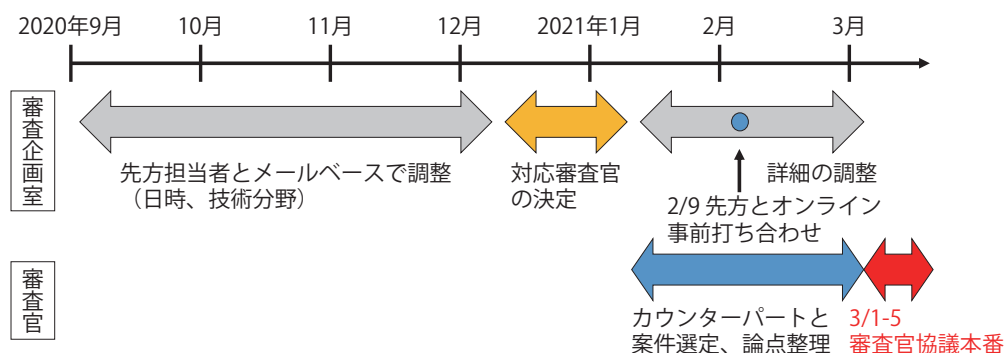 2020年9月 10月 11月 12月 2021年1月 2月 3月
審査企画室
先方担当者とメールベースで調整
（日時、技術分野）
対応審査官
の決定
詳細の調整
2/9 先方とオンライン
事前打ち合わせ
審査官
カウンターパートと
案件選定、論点整理
3/1-5
審査官協議本番